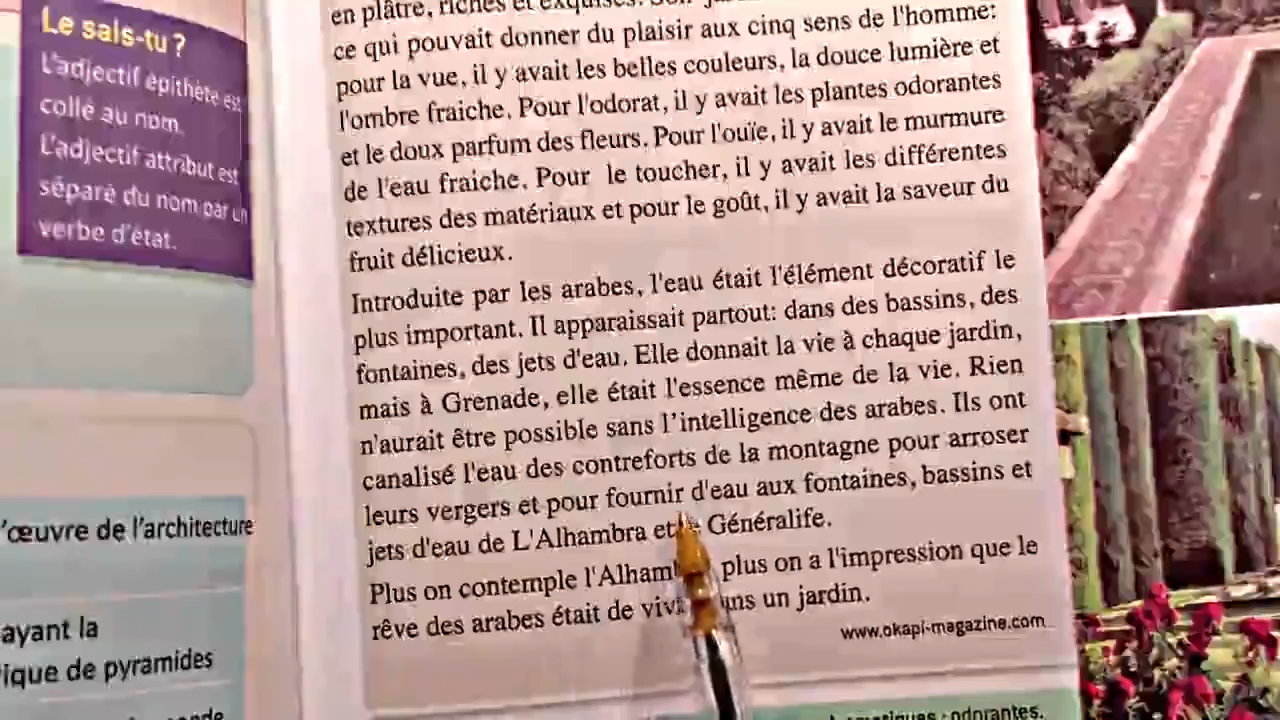 Le sais-tu ?
L'adjectif épithète est
collé au nom.
L'adjectif attribut est
séparé du nom par un
verbe d'état.
en plâtre, riches et exquises.
ce qui pouvait donner du plaisir aux cinq sens de l'homme:
pour la vue, il y avait les belles couleurs, la douce lumière et
l'ombre fraiche. Pour l'odorat, il y avait les plantes odorantes
et le doux parfum des fleurs. Pour l'ouïe, il y avait le murmure
de l'eau fraiche. Pour le toucher, il y avait les différentes
textures des matériaux et pour le goût, il y avait la saveur du
fruit délicieux.
Introduite par les arabes, l'eau était l'élément décoratif le
plus important. Il apparaissait partout: dans des bassins, des
fontaines, des jets d'eau. Elle donnait la vie à chaque jardin,
mais à Grenade, elle était l'essence même de la vie. Rien
n'aurait être possible sans l'intelligence des arabes. Ils ont
canalisé l'eau des contreforts de la montagne pour arroser
leurs vergers et pour fournir d'eau aux fontaines, bassins et
jets d'eau de L'Alhambra et Généralife.
Plus on contemple plus on a l'impression que le
rêve des arabes était de un jardin.
www.okapi-magazine.com
'œuvre de l'architecture
ayant la
ique de pyramides
odorantes.